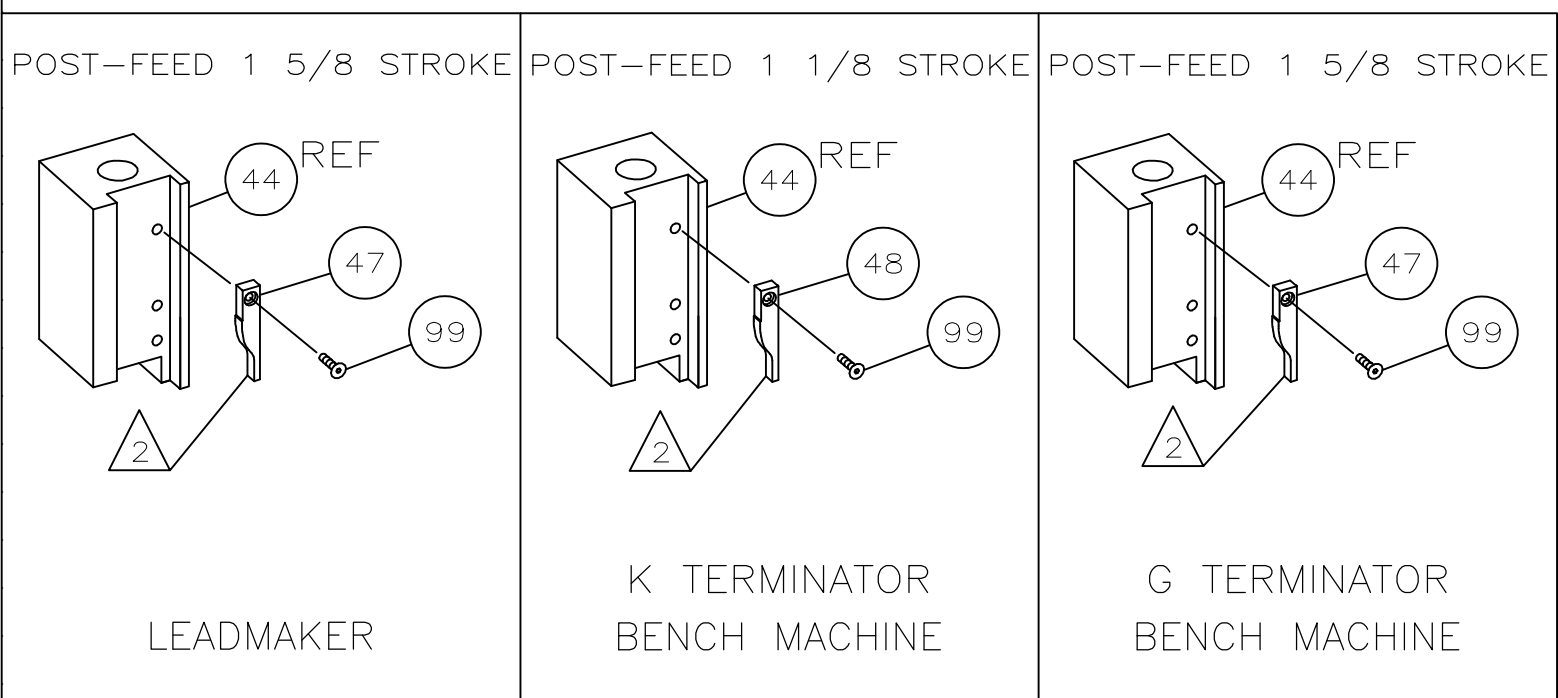 POST-FEED 1 5/8 STROKE
44
REF
47
99
2
LEADMAKER
POST-FEED 1 1/8 STROKE
44
REF
48
99
2
K TERMINATOR
BENCH MACHINE
POST-FEED 1 5/8 STROKE
44
REF
47
99
2
G TERMINATOR
BENCH MACHINE